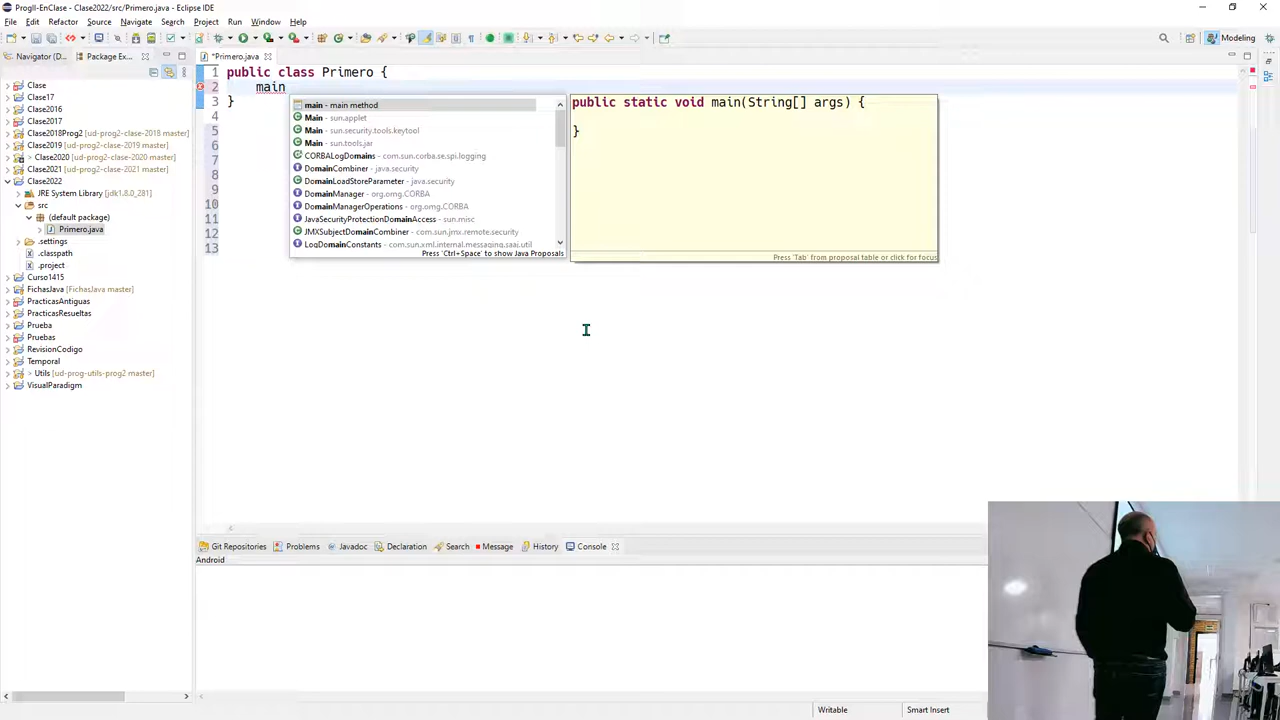 ProgII-EnClase - Clase2022/src/Primero.java - Eclipse IDE
File Edit Refactor Source Navigate Search Project Run Window Help
Modeling
Navigator (D...
Package Ex...
*Primero.java
Clase
Clase17
Clase2016
Clase2017
Clase2018Prog2 [ud-prog2-clase-2018 master]
Clase2019 [ud-prog2-clase-2019 master]
> Clase2020 [ud-prog2-clase-2020 master]
Clase2021 [ud-prog2-clase-2021 master]
Clase2022
JRE System Library [jdk1.8.0_281]
src
(default package)
Primero.java
.settings
.classpath
.project
Curso1415
FichasJava [FichasJava master]
PracticasAntiguas
PracticasResueltas
Prueba
Pruebas
RevisionCodigo
Temporal
> Utils [ud-prog-utils-prog2 master]
VisualParadigm
1 public class Primero {
2 main
3 }
4
5
6
7
8
9
10
11
12
13
main - main method
Main - sun.applet
Main - sun.security.tools.keytool
Main - sun.tools.jar
CORBALogDomains - com.sun.corba.se.spi.logging
DomainCombiner - java.security
DomainLoadStoreParameter - java.security
DomainManager - org.omg.CORBA
DomainManagerOperations - org.omg.CORBA
JavaSecurityProtectionDomainAccess - sun.misc
JMXSubjectDomainCombiner - com.sun.jmx.remote.security
LogDomainConstants - com.sun.xml.internal.messaging.saaj.util
Press 'Ctrl+Space' to show Java Proposals
public static void main(String[] args) {
}
Press 'Tab' from proposal table or click for focus
Git Repositories
Problems
Javadoc
Declaration
Search
Message
History
Console
Android
Writable
Smart Insert